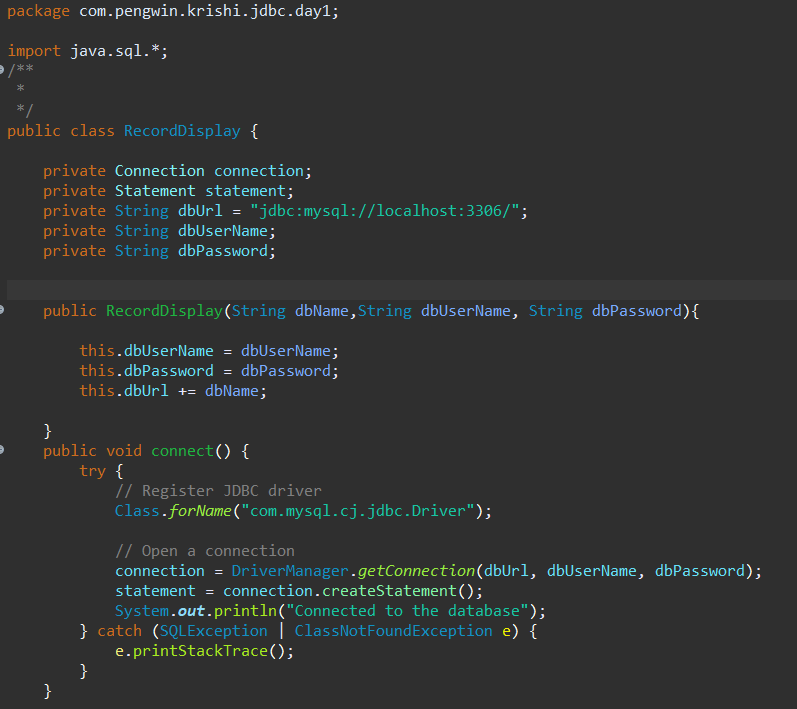 package com.pengwin.krishi.jdbc.day1;
import java.sql.*;
/**
*
*/
public class RecordDisplay {
private Connection connection;
private Statement statement;
private String dbUrl = "jdbc:mysql://localhost:3306/";
private String dbUserName;
private String dbPassword;
public RecordDisplay(String dbName,String dbUserName, String dbPassword){
this.dbUserName = dbUserName;
this.dbPassword = dbPassword;
this.dbUrl += dbName;
}
public void connect() {
try {
// Register JDBC driver
Class.forName("com.mysql.cj.jdbc.Driver");
// Open a connection
connection = DriverManager.getConnection(dbUrl, dbUserName, dbPassword);
statement = connection.createStatement();
System.out.println("Connected to the database");
} catch (SQLException | ClassNotFoundException e) {
e.printStackTrace();
}
}